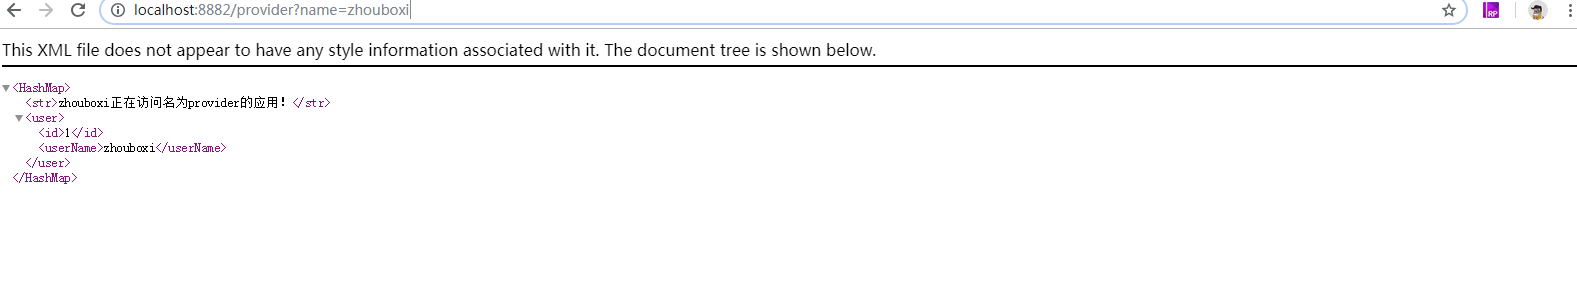 localhost:8882/provider?name=zhouboxi
RP
This XML file does not appear to have any style information associated with it. The document tree is shown below.
▼<HashMap>
<str>zhouboxi正在访问名为provider的应用！</str>
▼<user>
<id>1</id>
<userName>zhouboxi</userName>
</user>
</HashMap>